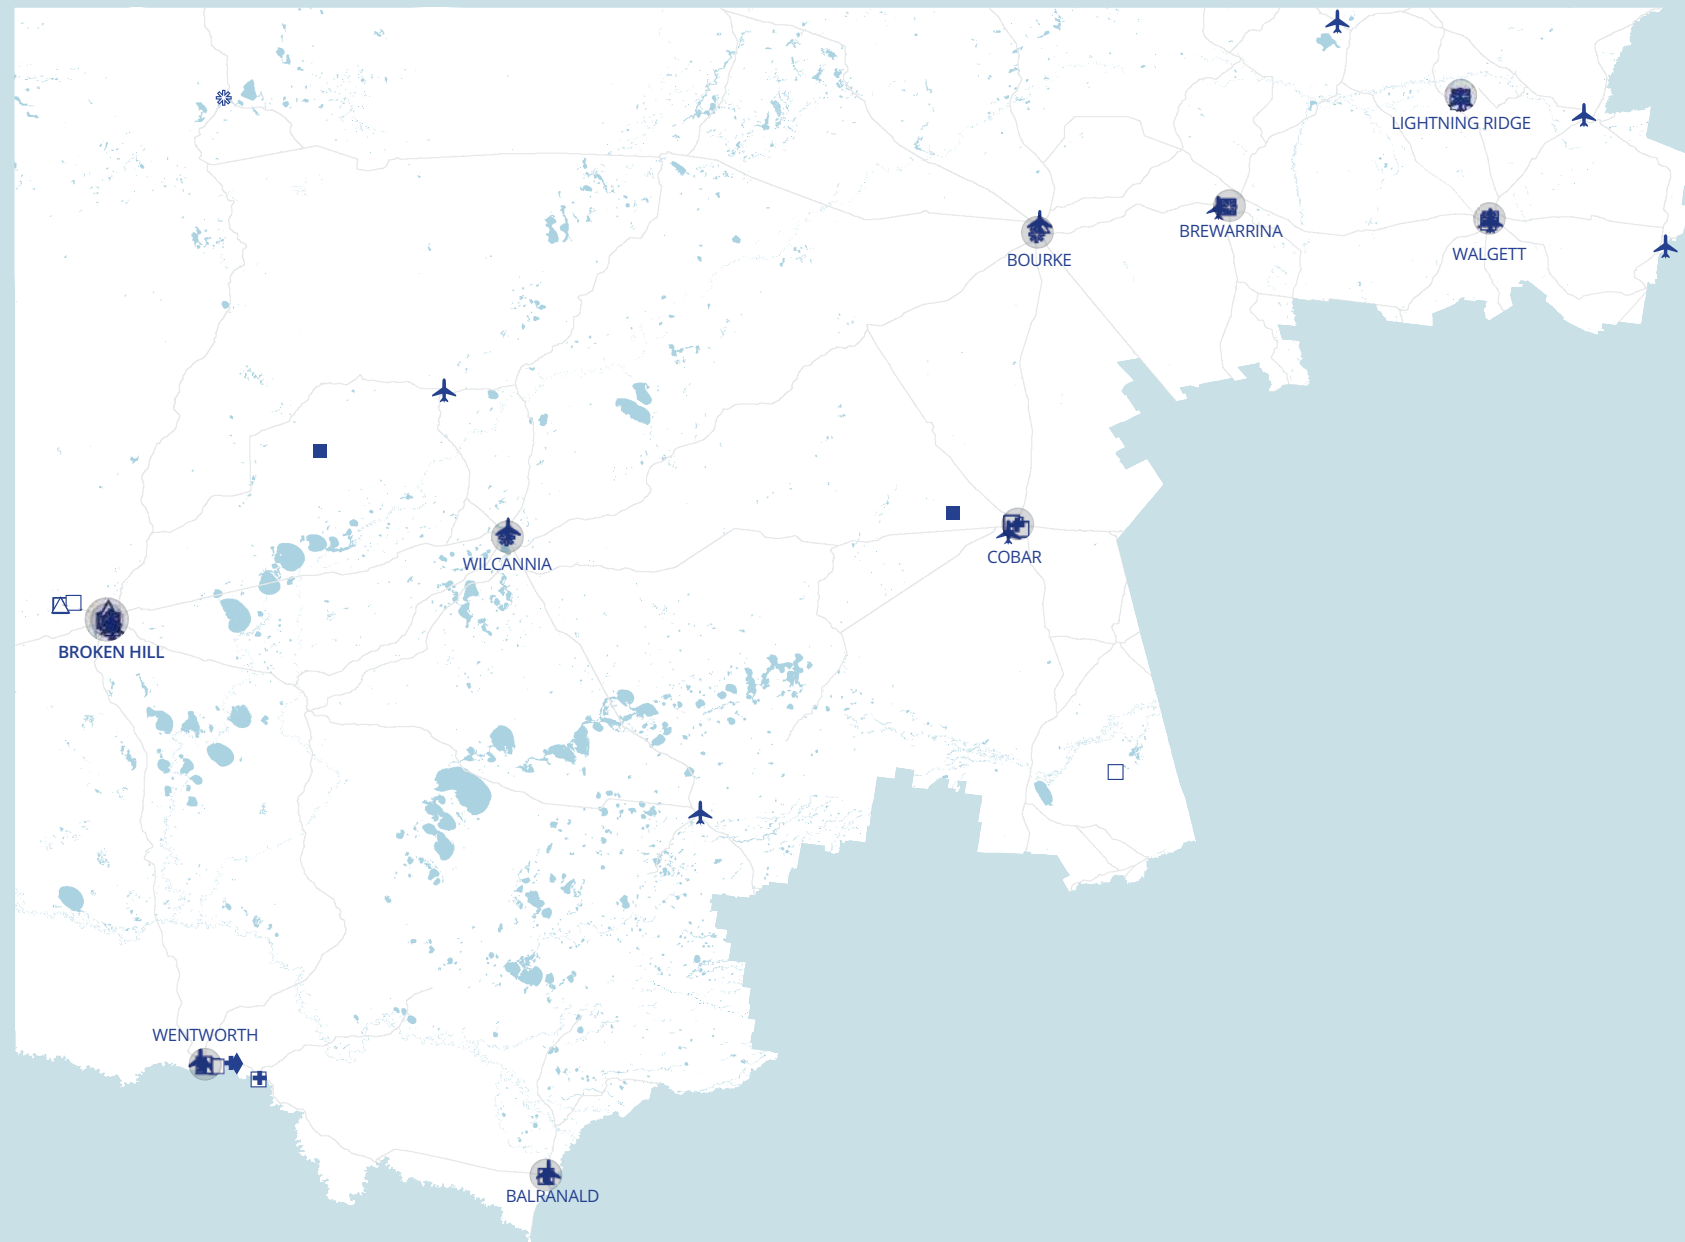 LIGHTNING RIDGE
BREWARRINA
WALGETT
BOURKE
COBAR
WILCANNIA
BROKEN HILL
WENTWORTH
BALRANALD